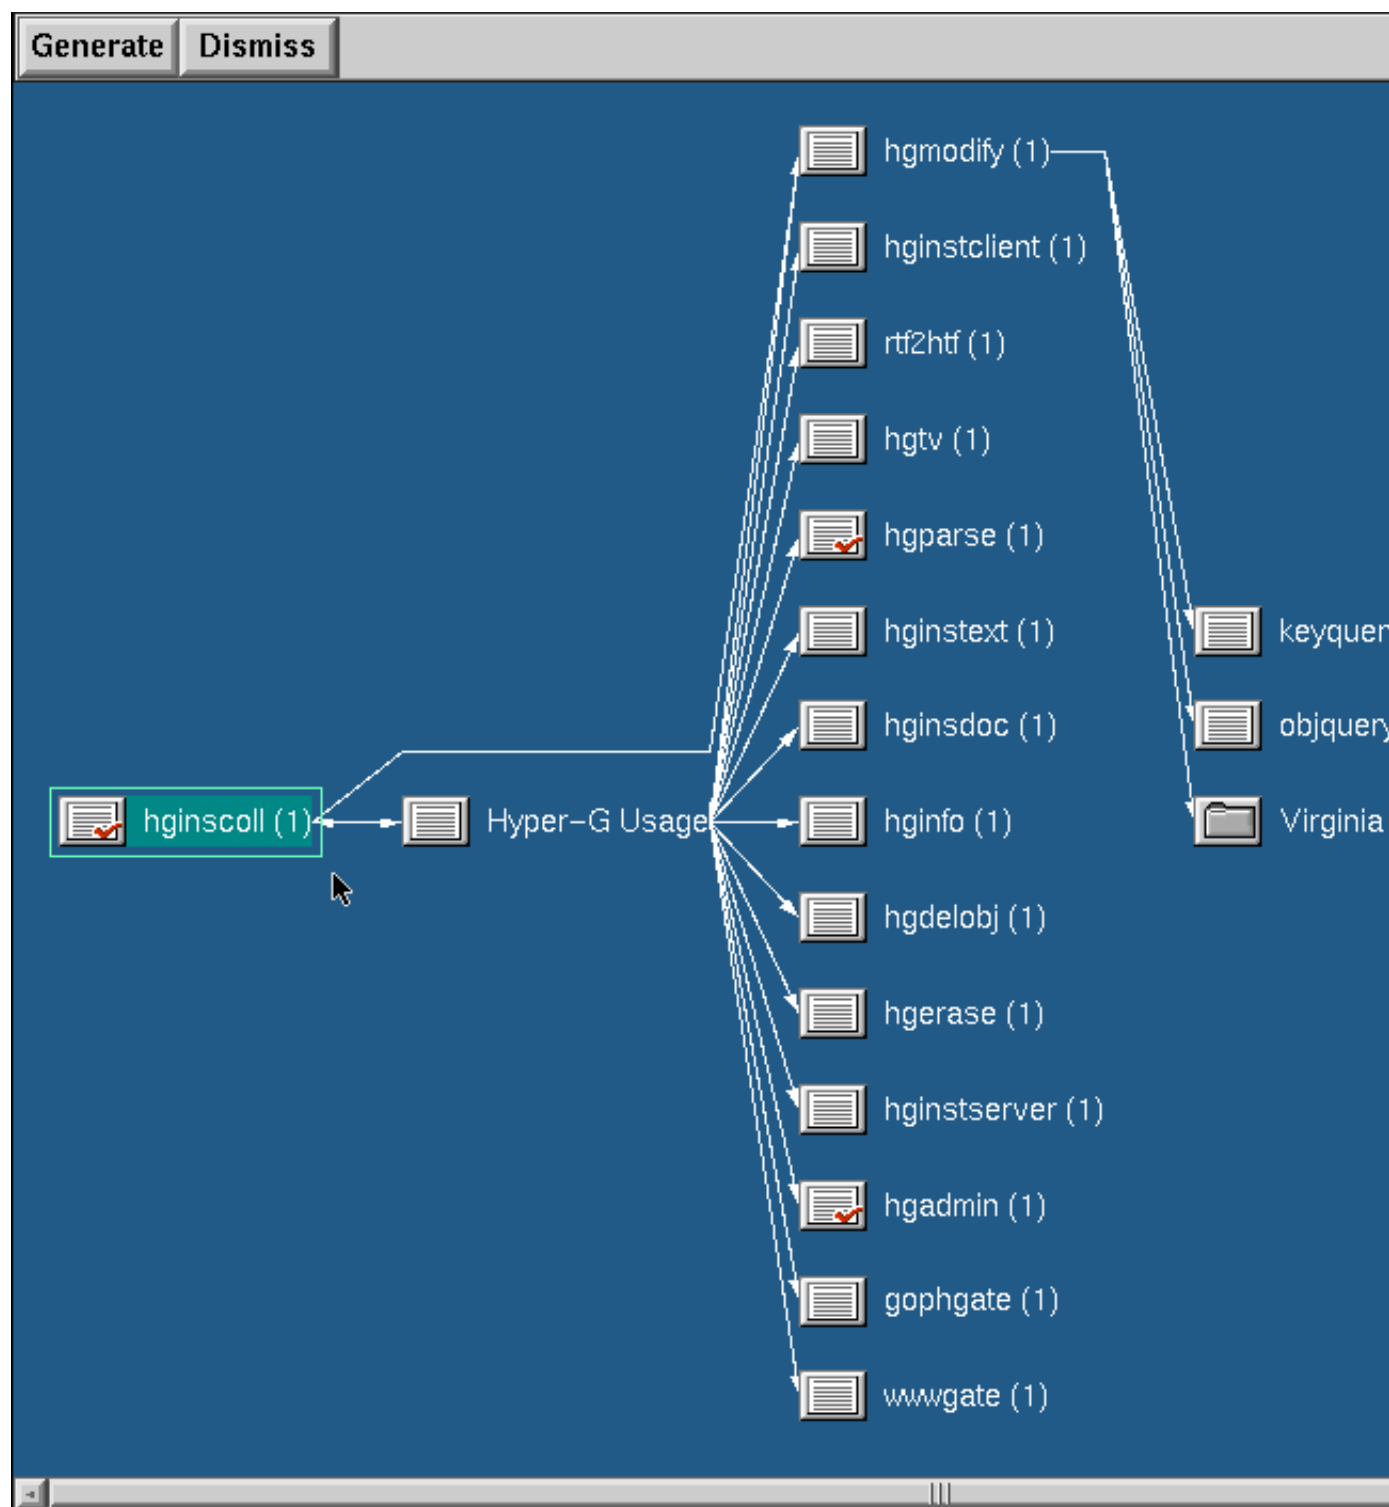 Generate Dismiss
hgmodify (1)
hginstclient (1)
rtf2htf (1)
hgtv (1)
hgparse (1)
hginstext (1)
keyquer
hginsdoc (1)
objquery
hginscoll (1) Hyper-G Usage hginfo (1) Virginia
hgdelobj (1)
hgerase (1)
hginstserver (1)
hgadmin (1)
gophgate (1)
wwwgate (1)